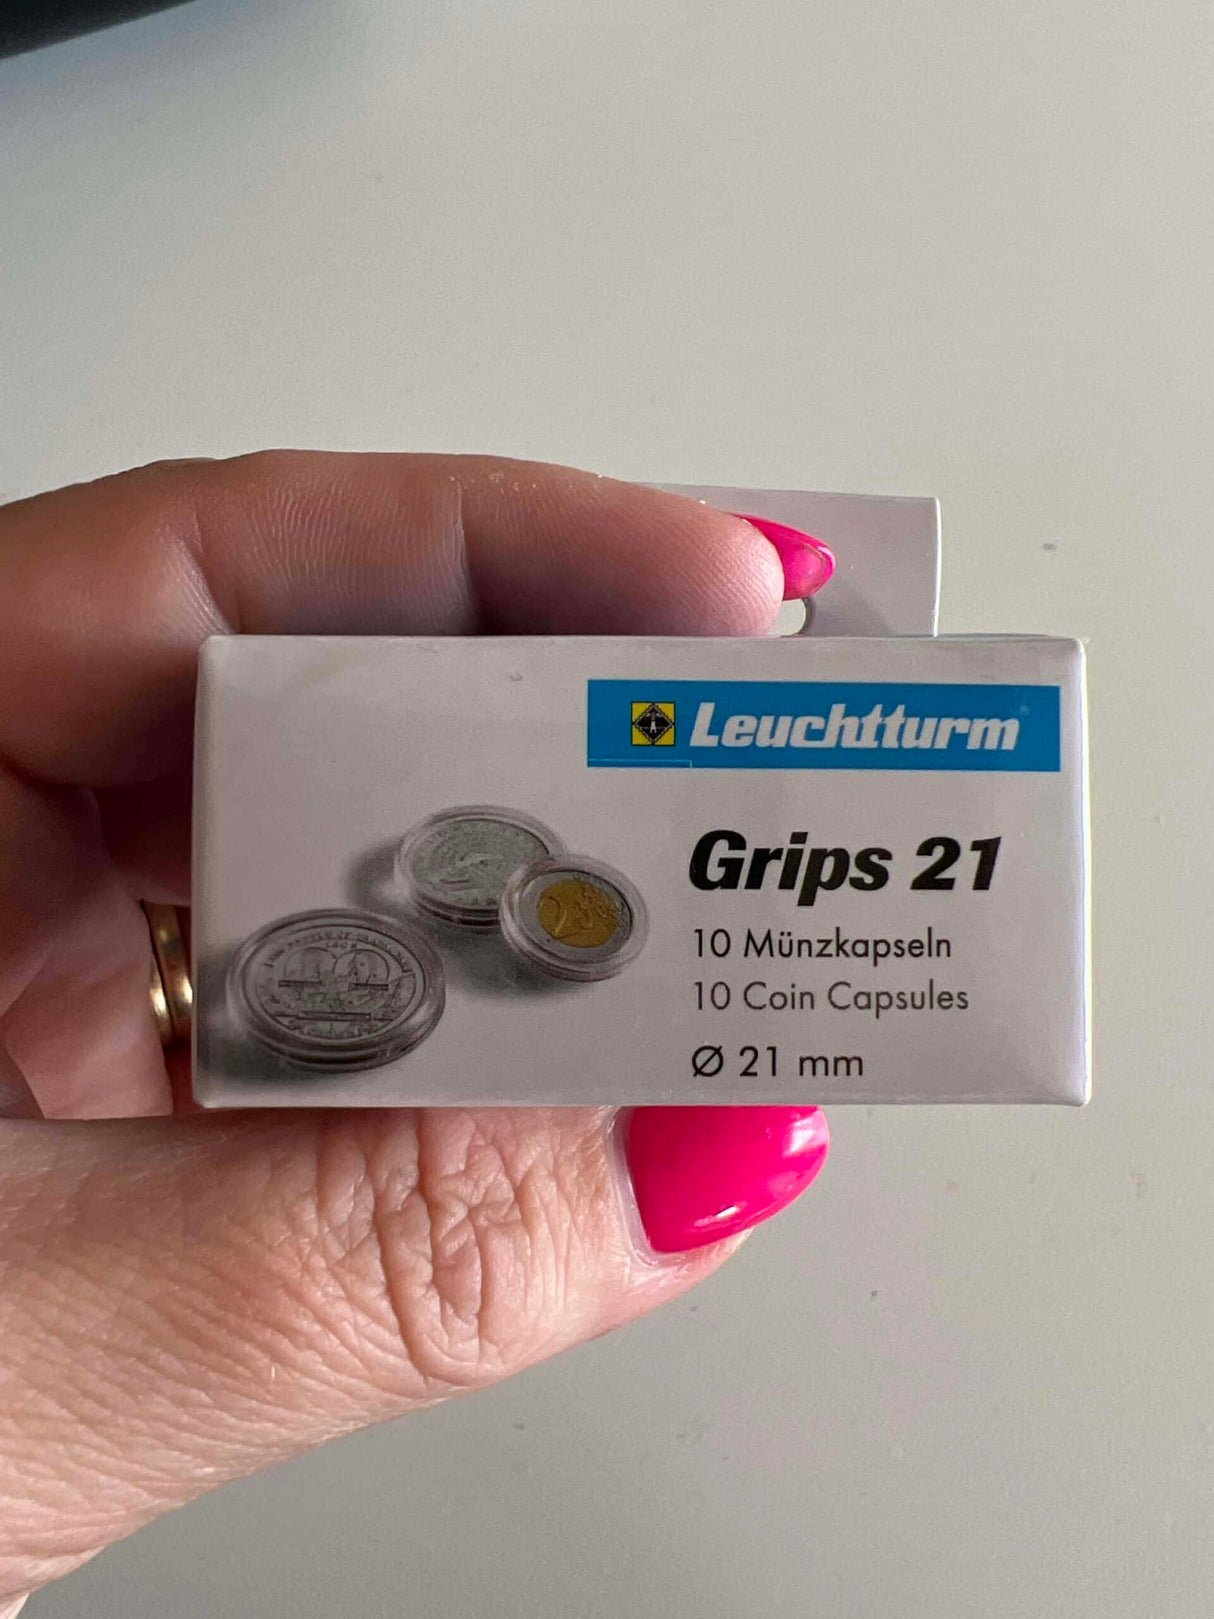 Leuchtturm
Grips 21
10 Münzkapseln
10 Coin Capsules
Ø 21 mm